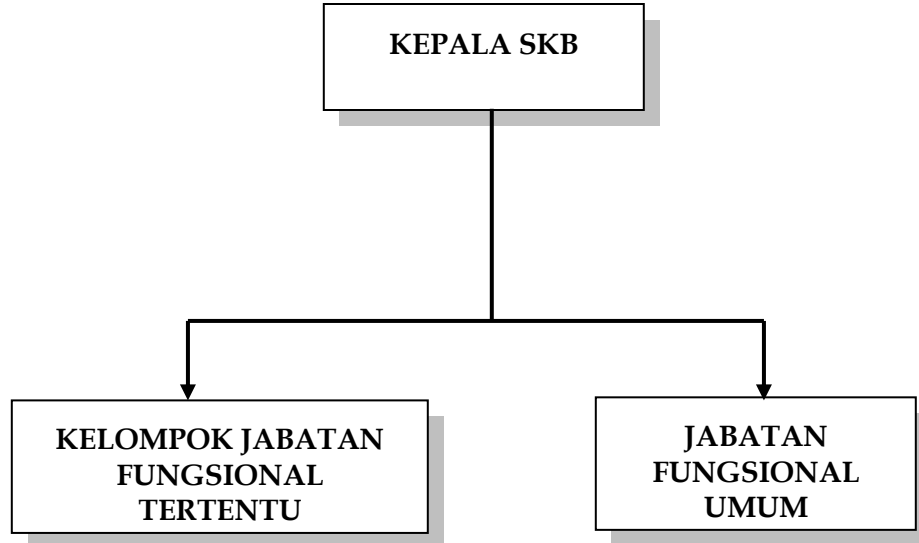 KEPALA SKB
KELOMPOK JABATAN
FUNGSIONAL
TERTENTU
JABATAN
FUNGSIONAL
UMUM